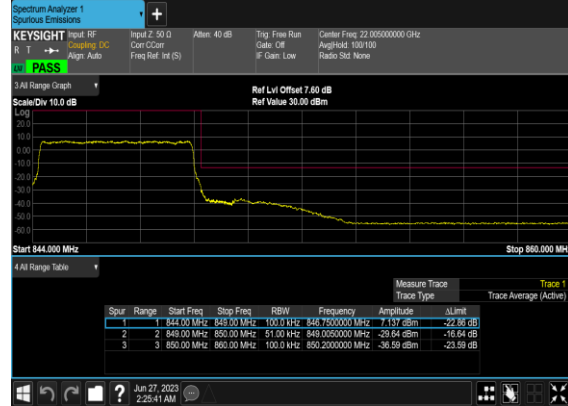 Spectrum Analyzer 1
Spurious Emissions
KEYSIGHT Input: RF Input Z: 50 Ω Atten: 40 dB Trig: Free Run Center Freq: 22.005000000 GHz
R T Coupling: DC Corr CCorr Gate: Off Avg|Hold: 100/100
Align: Auto Freq Ref: Int (S) IF Gain: Low Radio Std: None
PASS
3 All Range Graph
Ref Lvl Offset 7.60 dB
Scale/Div 10.0 dB Ref Value 30.00 dBm
Log
20.0
10.0
0.00
-10.0
-20.0
-30.0
-40.0
-50.0
-60.0
Start 844.000 MHz Stop 860.000 MH
4 All Range Table
Measure Trace Trace 1
Trace Type Trace Average (Active)
Spur Range Start Freq Stop Freq RBW Frequency Amplitude ΔLimit
1 1 844.00 MHz 849.00 MHz 100.0 kHz 846.7500000 MHz 7.137 dBm -22.86 dB
2 2 849.00 MHz 850.00 MHz 51.00 kHz 849.0050000 MHz -29.64 dBm -16.64 dB
3 3 850.00 MHz 860.00 MHz 100.0 kHz 850.2000000 MHz -36.59 dBm -23.59 dB
Jun 27, 2023
2:25:41 AM